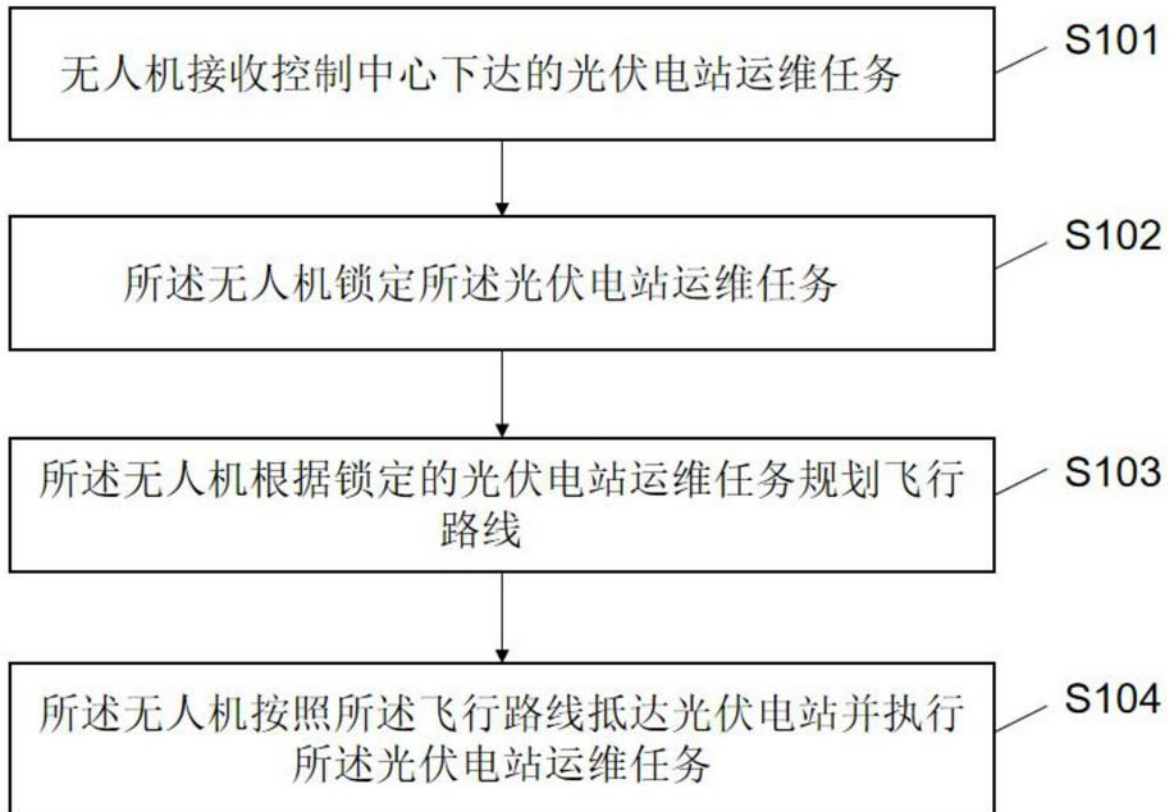 无人机接收控制中心下达的光伏电站运维任务
S101
所述无人机锁定所述光伏电站运维任务
S102
所述无人机根据锁定的光伏电站运维任务规划飞行
路线
S103
所述无人机按照所述飞行路线抵达光伏电站并执行
所述光伏电站运维任务
S104